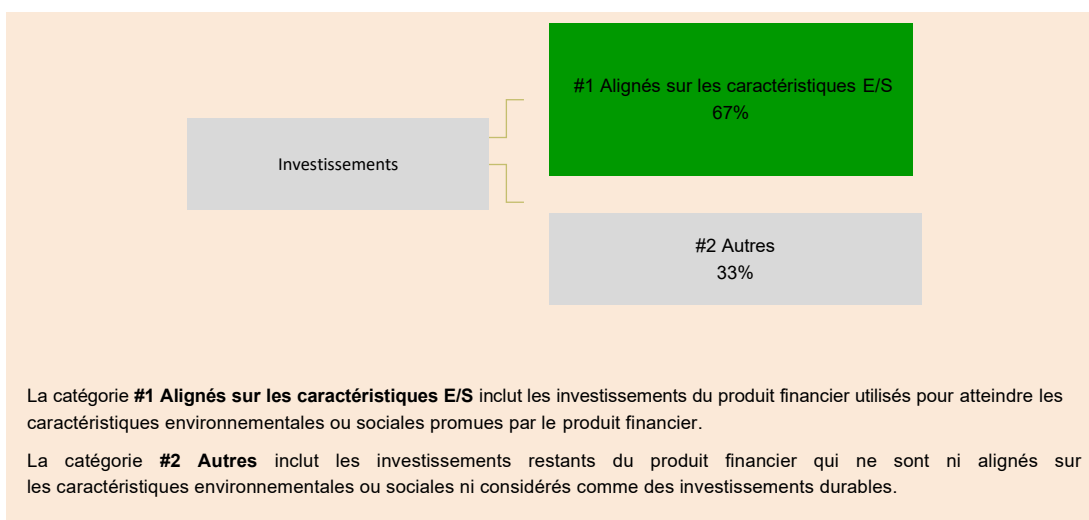 #1 Alignés sur les caractéristiques E/S
67%
Investissements
#2 Autres
33%
La catégorie #1 Alignés sur les caractéristiques E/S inclut les investissements du produit financier utilisés pour atteindre les
caractéristiques environnementales ou sociales promues par le produit financier.
La catégorie #2 Autres inclut les investissements restants du produit financier qui ne sont ni alignés sur
les caractéristiques environnementales ou sociales ni considérés comme des investissements durables.